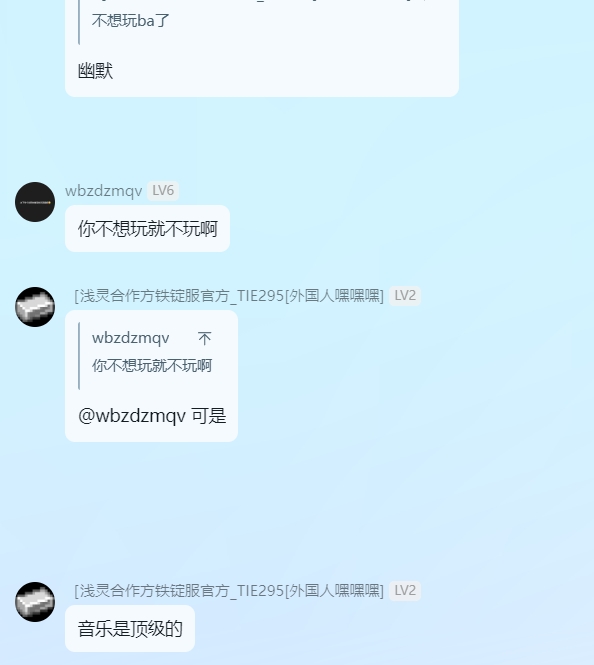 不想玩ba了
幽默
wbzdzmqv LV6
你不想玩就不玩啊
[浅灵合作方铁锭服官方_TIE295[外国人嘿嘿嘿] LV2
wbzdzmqv
你不想玩就不玩啊
@wbzdzmqv 可是
[浅灵合作方铁锭服官方_TIE295[外国人嘿嘿嘿] LV2
音乐是顶级的